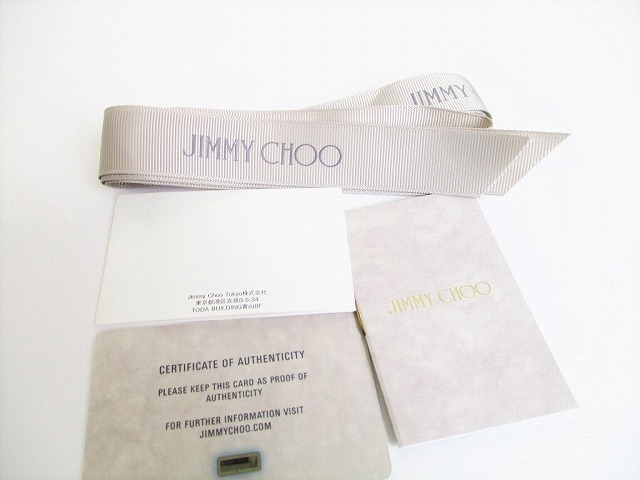 JIMMY
JIMMY CHOO
Jimmy Choo Tokyo株式会社
東京都港区赤坂8-5-34
TODA BUILDING青山8F
JIMMY CHOO
CERTIFICATE OF AUTHENTICITY
PLEASE KEEP THIS CARD AS PROOF OF
AUTHENTICITY
FOR FURTHER INFORMATION VISIT
JIMMYCHOO.COM